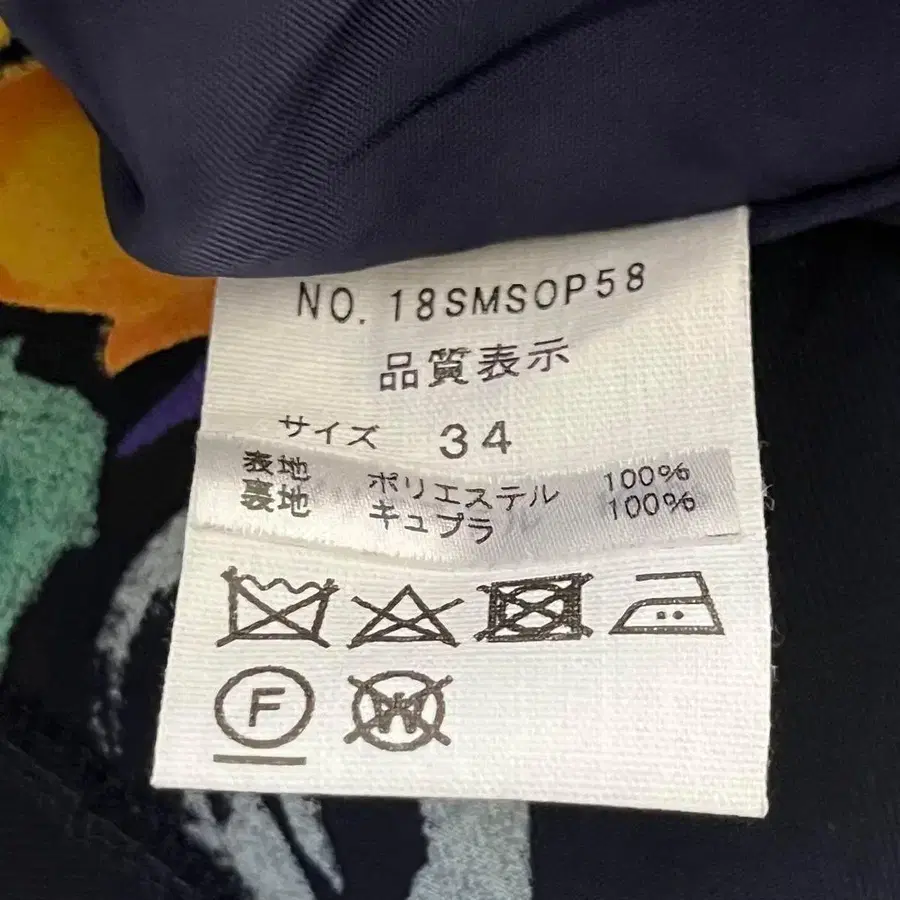 NO. 18SMSOP58
品質表示
サイズ 34
表地 ポリエステル 100%
裏地 キュプラ 100%
F
W